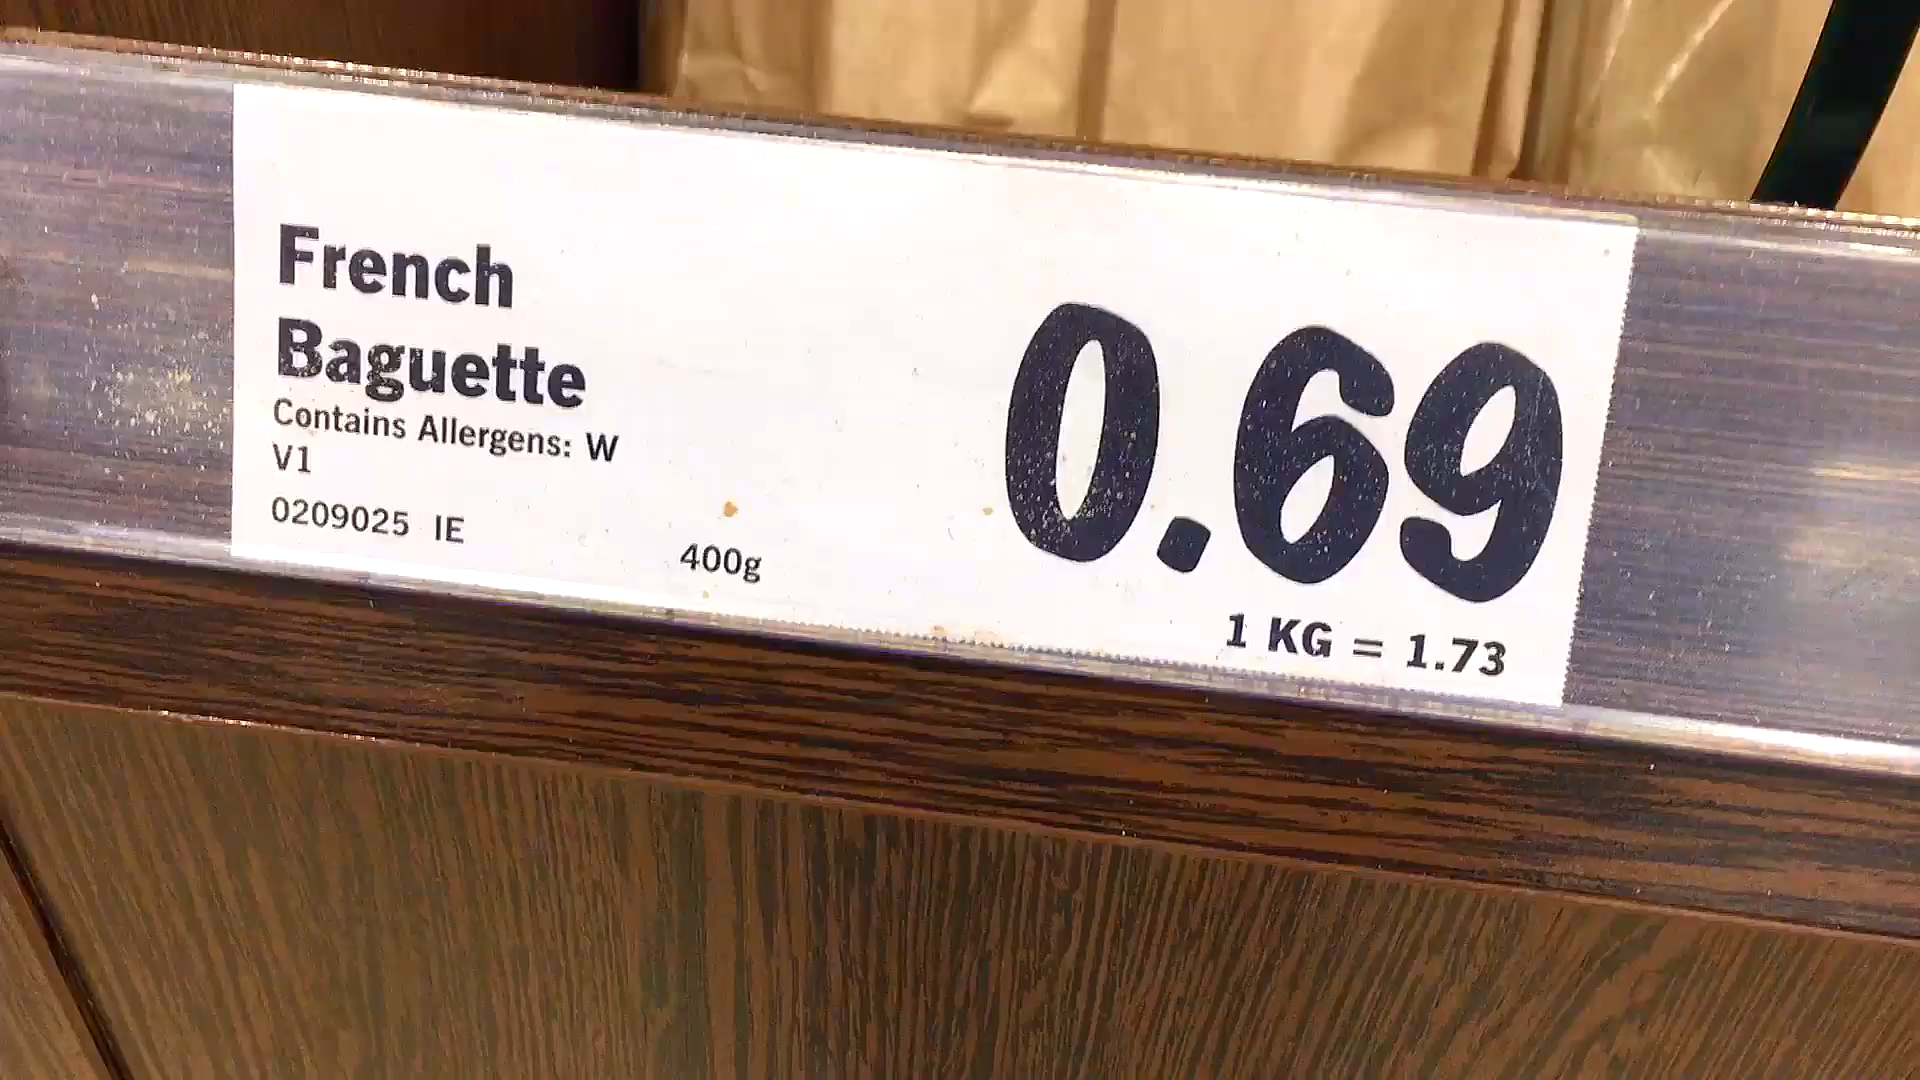 French
Baguette
Contains Allergens: W
V1
0209025 IE
400g
0.69
1 KG = 1.73